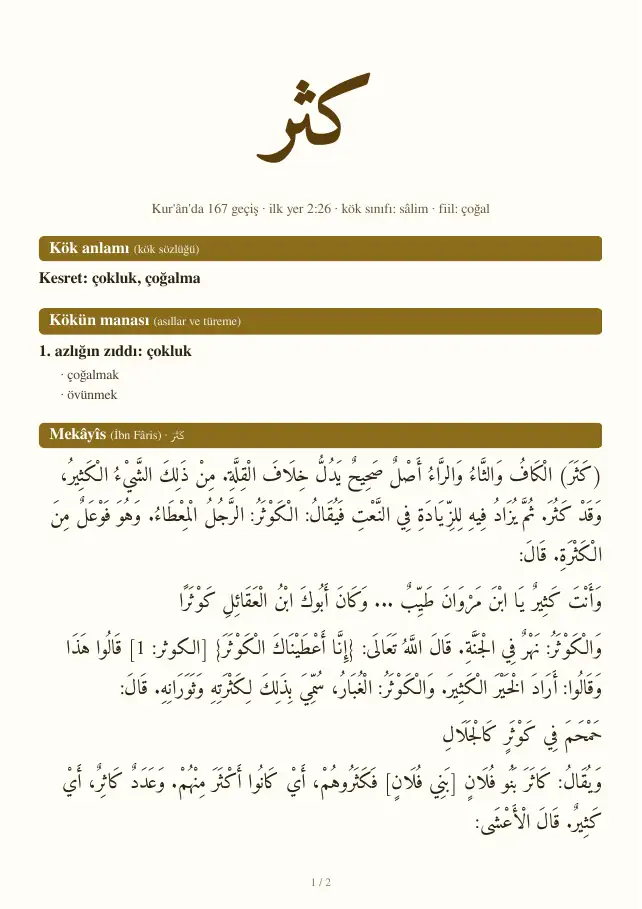 كثر
Kur'ân'da 167 geçiş · ilk yer 2:26 · kök sınıfı: sâlim · fiil: çoğal
Kök anlamı (kök sözlüğü)
Kesret: çokluk, çoğalma
Kökün manası (asıllar ve türeme)
1. azlığın zıddı: çokluk
· çoğalmak
· övünmek
Mekâyîs (İbn Fâris) · كَثَرَ
(كَثَرَ) الْكَافُ وَالثَّاءُ وَالرَّاءُ أَصْلٌ صَحِيحٌ يَدُلُّ خِلَافَ الْقِلَّةِ. مِنْ ذَلِكَ الشَّيْءُ الْكَثِيرُ،
وَقَدْ كَثُرَ. ثُمَّ يُزَادُ فِيهِ لِلزِّيَادَةِ فِي النَّعْتِ فَيُقَالُ: الْكَوْثَرُ: الرَّجُلُ الْمِعْطَاءُ. وَهُوَ فَوْعَلٌ مِنَ
الْكَثْرَةِ. قَالَ:
وَأَنْتَ كَثِيرٌ يَا ابْنَ مَرْوَانَ طَيِّبٌ ... وَكَانَ أَبُوكَ ابْنُ الْعَقَائِلِ كَوْثَرًا
وَالْكَوْثَرُ: نَهْرٌ فِي الْجَنَّةِ. قَالَ اللَّهُ تَعَالَى: {إِنَّا أَعْطَيْنَاكَ الْكَوْثَرَ} [الكوثر: 1] قَالُوا هَذَا
وَقَالُوا: أَرَادَ الْخَيْرَ الْكَثِيرَ. وَالْكَوْثَرُ: الْغُبَارُ، سُمِّيَ بِذَلِكَ لِكَثْرَتِهِ وَثَوَرَانِهِ. قَالَ:
حَمْحَمَ فِي كَوْثَرٍ كَالْجَلَالِ
وَيُقَالُ: كَاثَرَ بَنُو فُلَانٍ [بَنِي فُلَانٍ] فَكَثَرُوهُمْ، أَيْ كَانُوا أَكْثَرَ مِنْهُمْ. وَعَدَدٌ كَاثِرٌ، أَيْ
كَثِيرٌ. قَالَ الْأَعْشَى:
1 / 2